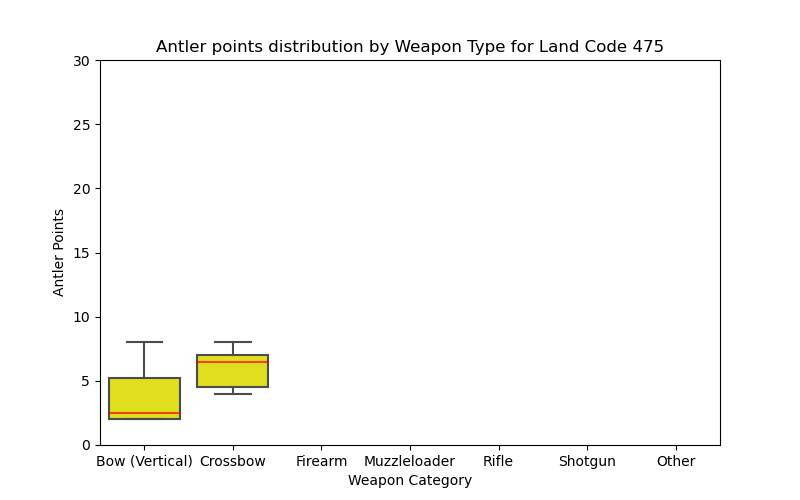 Antler points distribution by Weapon Type for Land Code 475
30
25
20
15
10
5
0
Antler Points
Bow (Vertical) Crossbow Firearm Muzzleloader Rifle Shotgun Other
Weapon Category